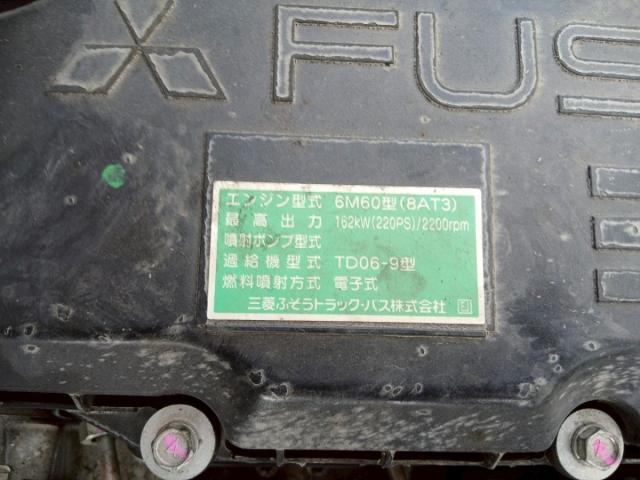 FUS
エンジン型式 6M60型(8AT3)
最高出力 162kW(220PS)/2200rpm
噴射ポンプ型式
過給機型式 TD06-9型
燃料噴射方式 電子式
三菱ふそうトラック・バス株式会社